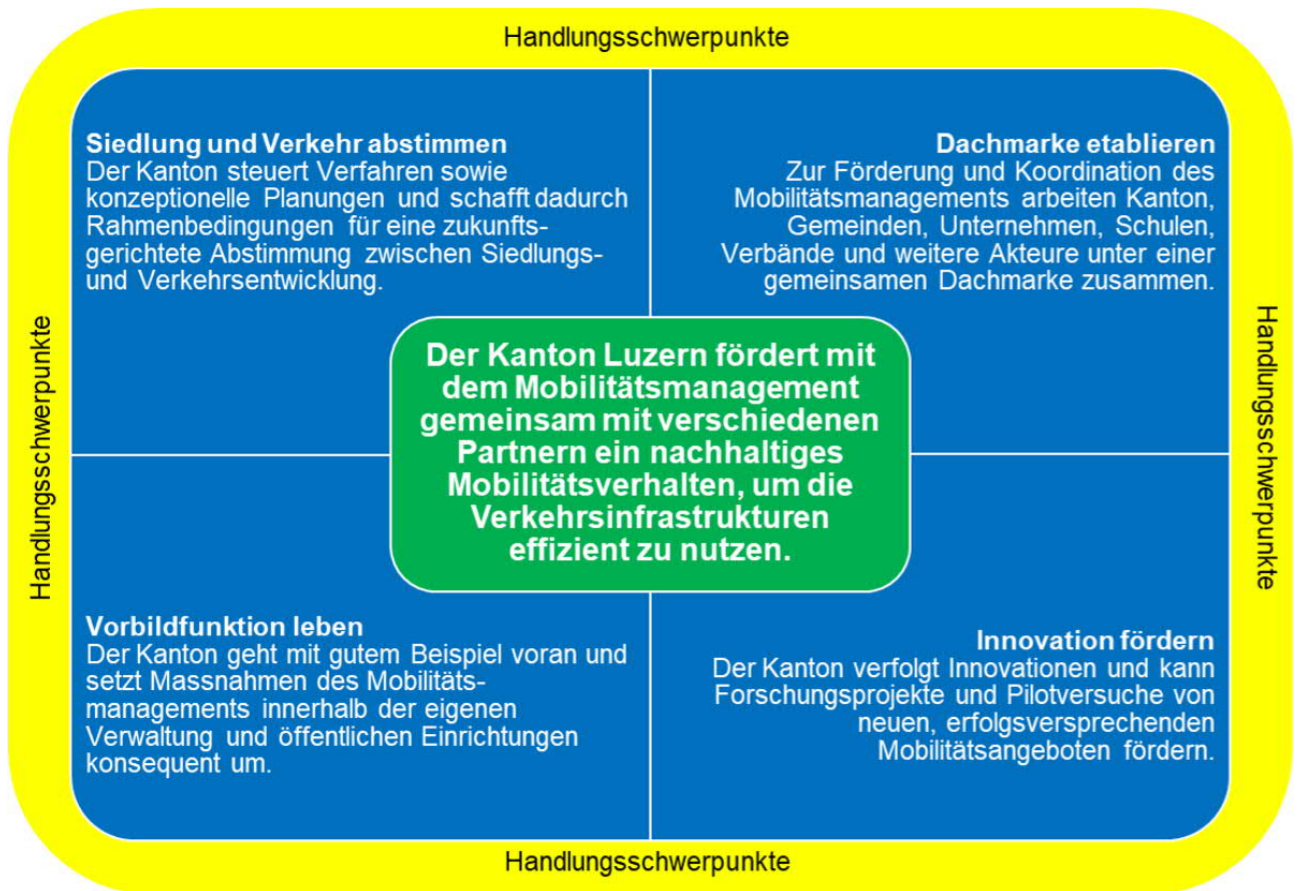 Handlungsschwerpunkte
Siedlung und Verkehr abstimmen
Der Kanton steuert Verfahren sowie
konzeptionelle Planungen und schafft dadurch
Rahmenbedingungen für eine zukunfts-
gerichtete Abstimmung zwischen Siedlungs-
und Verkehrsentwicklung.
Dachmarke etablieren
Zur Förderung und Koordination des
Mobilitätsmanagements arbeiten Kanton,
Gemeinden, Unternehmen, Schulen,
Verbände und weitere Akteure unter einer
gemeinsamen Dachmarke zusammen.
Handlungsschwerpunkte
Der Kanton Luzern fördert mit
dem Mobilitätsmanagement
gemeinsam mit verschiedenen
Partnern ein nachhaltiges
Mobilitätsverhalten, um die
Verkehrsinfrastrukturen
effizient zu nutzen.
Handlungsschwerpunkte
Vorbildfunktion leben
Der Kanton geht mit gutem Beispiel voran und
setzt Massnahmen des Mobilitäts-
managements innerhalb der eigenen
Verwaltung und öffentlichen Einrichtungen
konsequent um.
Innovation fördern
Der Kanton verfolgt Innovationen und kann
Forschungsprojekte und Pilotversuche von
neuen, erfolgsversprechenden
Mobilitätsangeboten fördern.
Handlungsschwerpunkte